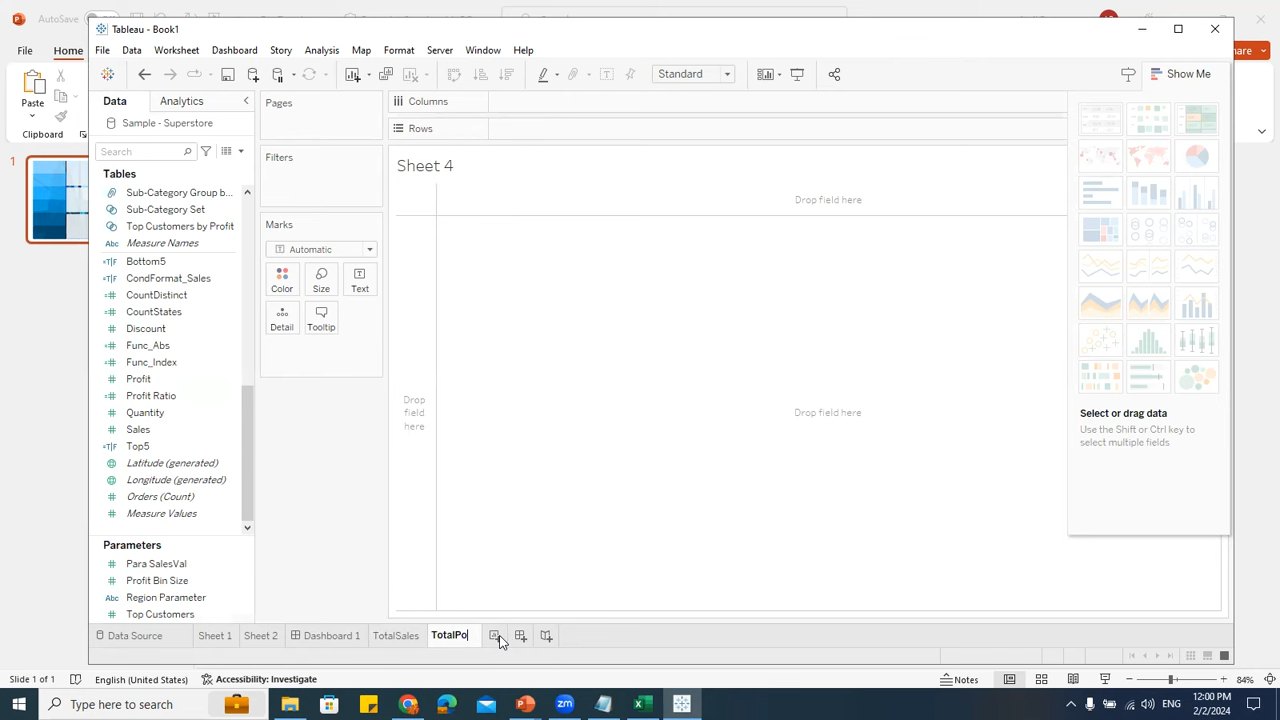 AutoSave
Tableau - Book1
File
Home
File
Data
Worksheet
Dashboard
Story
Analysis
Map
Format
Server
Window
Help
are
Standard
Show Me
Paste
Clipboard
Data
Analytics
Pages
Columns
Rows
Sample - Superstore
Search
Filters
Sheet 4
Tables
Sub-Category Group b...
Sub-Category Set
Top Customers by Profit
Measure Names
Bottom5
CondFormat_Sales
CountDistinct
CountStates
Discount
Func_Abs
Func_Index
Profit
Profit Ratio
Quantity
Sales
Top5
Latitude (generated)
Longitude (generated)
Orders (Count)
Measure Values
Marks
Automatic
Color
Size
Text
Detail
Tooltip
Drop field here
Drop
field
here
Drop field here
Select or drag data
Use the Shift or Ctrl key to
select multiple fields
Parameters
Para SalesVal
Profit Bin Size
Abc Region Parameter
Top Customers
Data Source
Sheet 1
Sheet 2
Dashboard 1
TotalSales
TotalPo
Slide 1 of 1
English (United States)
Accessibility: Investigate
Notes
84%
Type here to search
ENG
12:00 PM
2/2/2024